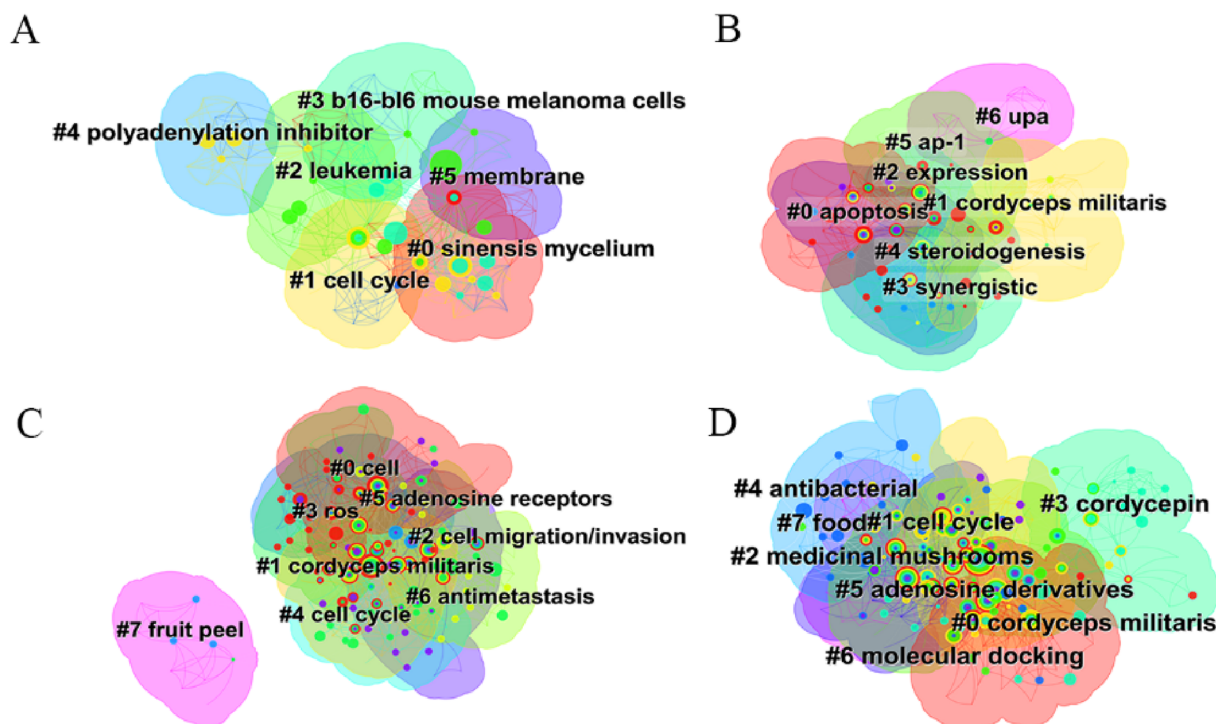 A
#3 b16-bl6 mouse melanoma cells
#4 polyadenylation inhibitor
#2 leukemia
#5 membrane
#0 sinensis mycelium
#1 cell cycle
B
#6 upa
#5 ap-1
#2 expression
#1 cordyceps militaris
#0 apoptosis
#4 steroidogenesis
#3 synergistic
C
#0 cell
#5 adenosine receptors
#3 ros
#2 cell migration/invasion
#1 cordyceps militaris
#6 antimetastasis
#4 cell cycle
#7 fruit peel
D
#4 antibacterial
#3 cordycepin
#7 food
#1 cell cycle
#2 medicinal mushrooms
#5 adenosine derivatives
#0 cordyceps militaris
#6 molecular docking